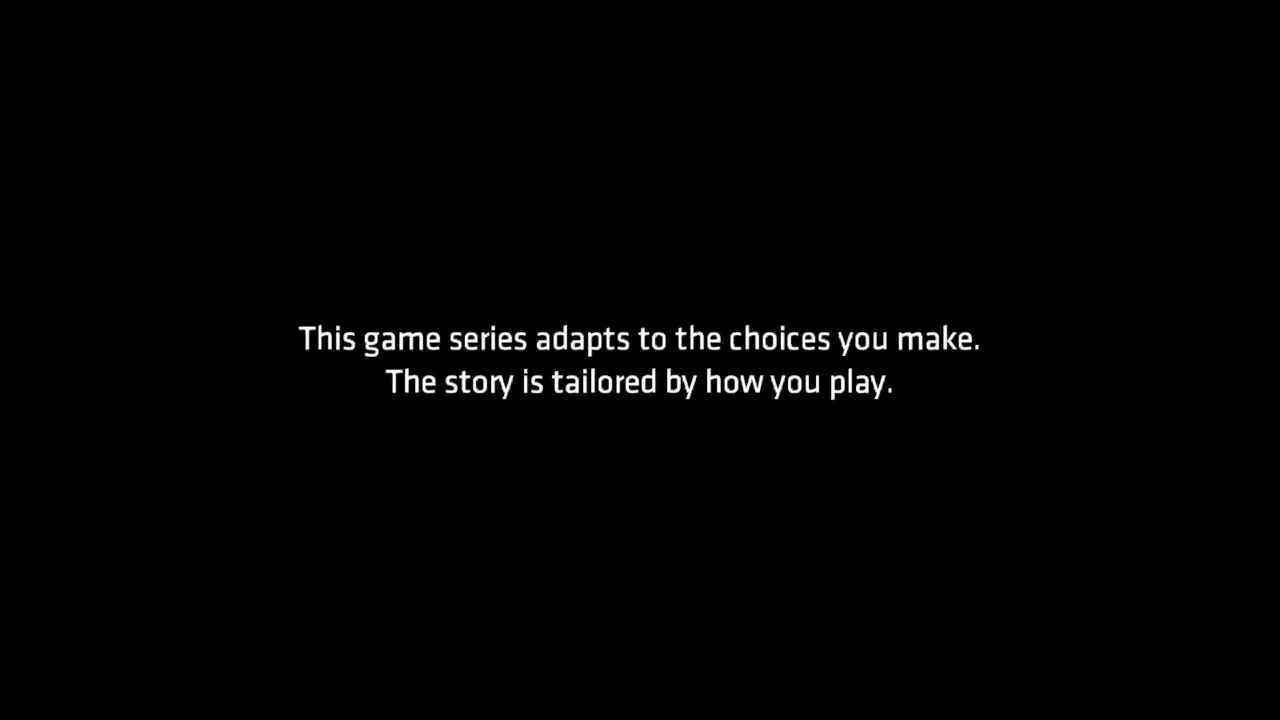 This game series adapts to the choices you make.
The story is tailored by how you play.